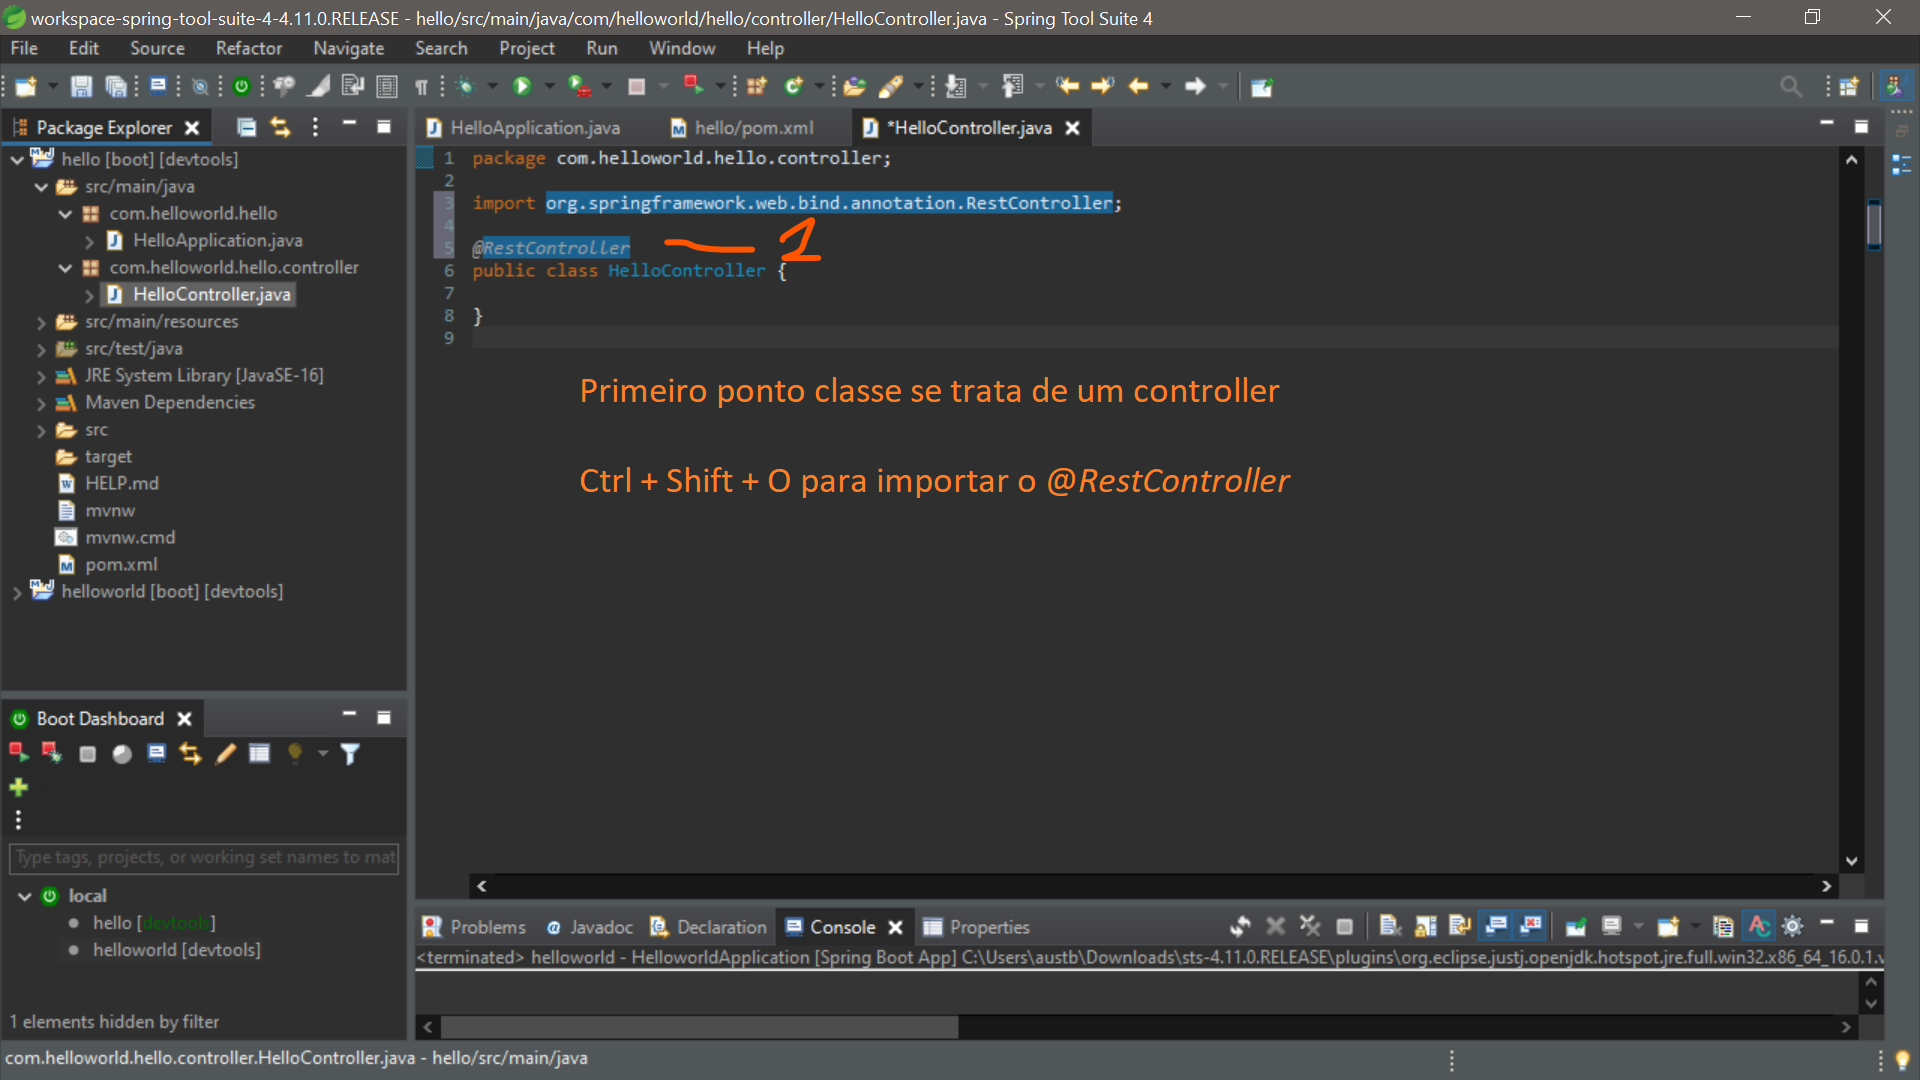 workspace-spring-tool-suite-4-4.11.0.RELEASE - hello/src/main/java/com/helloworld/hello/controller/HelloController.java - Spring Tool Suite 4
File Edit Source Refactor Navigate Search Project Run Window Help
Package Explorer
hello [boot] [devtools]
src/main/java
com.helloworld.hello
HelloApplication.java
com.helloworld.hello.controller
HelloController.java
src/main/resources
src/test/java
JRE System Library [JavaSE-16]
Maven Dependencies
src
target
HELP.md
mvnw
mvnw.cmd
pom.xml
helloworld [boot] [devtools]
HelloApplication.java hello/pom.xml *HelloController.java
1 package com.helloworld.hello.controller;
2
3 import org.springframework.web.bind.annotation.RestController;
4
5 @RestController 1
6 public class HelloController {
7
8 }
9
Primeiro ponto classe se trata de um controller
Ctrl + Shift + O para importar o @RestController
Boot Dashboard
Type tags, projects, or working set names to mat
local
hello [devtools]
helloworld [devtools]
1 elements hidden by filter
Problems Javadoc Declaration Console Properties
<terminated> helloworld - HelloworldApplication [Spring Boot App] C:\Users\austb\Downloads\sts-4.11.0.RELEASE\plugins\org.eclipse.justj.openjdk.hotspot.jre.full.win32.x86_64_16.0.1.v
com.helloworld.hello.controller.HelloController.java - hello/src/main/java